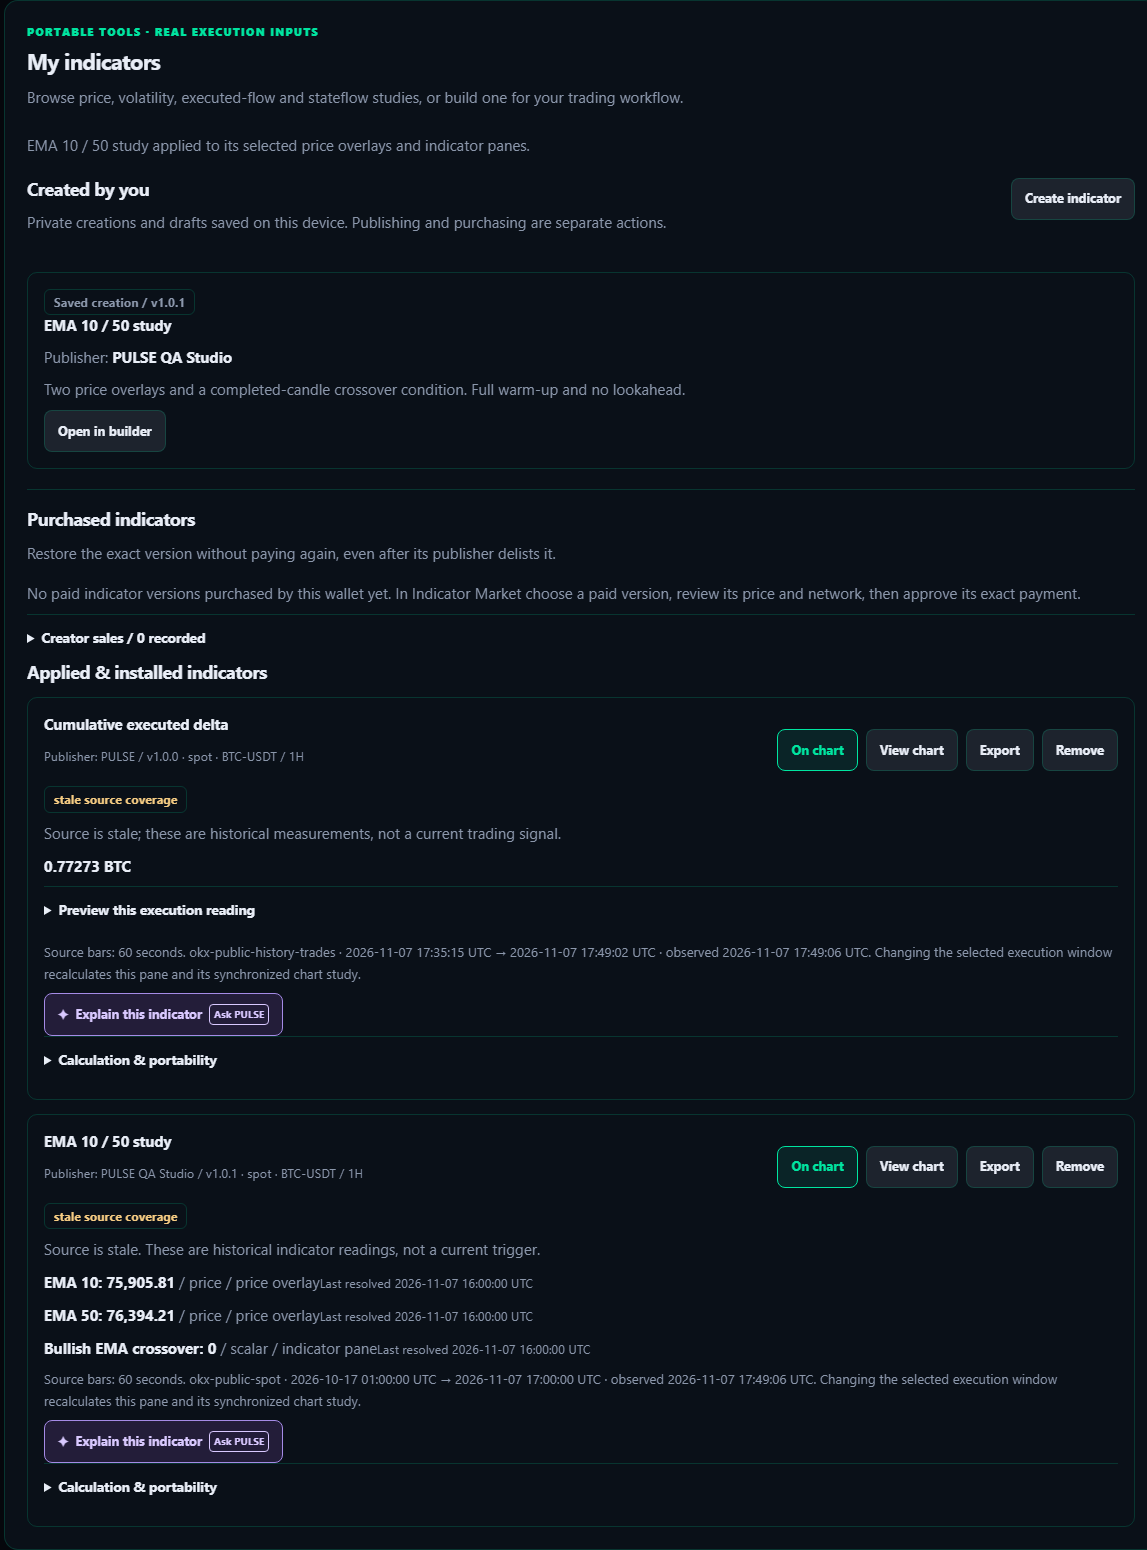 PORTABLE TOOLS · REAL EXECUTION INPUTS
My indicators
Browse price, volatility, executed-flow and stateflow studies, or build one for your trading workflow.
EMA 10 / 50 study applied to its selected price overlays and indicator panes.
Created by you
Create indicator
Private creations and drafts saved on this device. Publishing and purchasing are separate actions.
Saved creation / v1.0.1
EMA 10 / 50 study
Publisher: PULSE QA Studio
Two price overlays and a completed-candle crossover condition. Full warm-up and no lookahead.
Open in builder
Purchased indicators
Restore the exact version without paying again, even after its publisher delists it.
No paid indicator versions purchased by this wallet yet. In Indicator Market choose a paid version, review its price and network, then approve its exact payment.
▶ Creator sales / 0 recorded
Applied & installed indicators
Cumulative executed delta
Publisher: PULSE / v1.0.0 · spot · BTC-USDT / 1H
On chart View chart Export Remove
stale source coverage
Source is stale; these are historical measurements, not a current trading signal.
0.77273 BTC
▶ Preview this execution reading
Source bars: 60 seconds. okx-public-history-trades · 2026-11-07 17:35:15 UTC → 2026-11-07 17:49:02 UTC · observed 2026-11-07 17:49:06 UTC. Changing the selected execution window
recalculates this pane and its synchronized chart study.
✦ Explain this indicator Ask PULSE
▶ Calculation & portability
EMA 10 / 50 study
Publisher: PULSE QA Studio / v1.0.1 · spot · BTC-USDT / 1H
On chart View chart Export Remove
stale source coverage
Source is stale. These are historical indicator readings, not a current trigger.
EMA 10: 75,905.81 / price / price overlayLast resolved 2026-11-07 16:00:00 UTC
EMA 50: 76,394.21 / price / price overlayLast resolved 2026-11-07 16:00:00 UTC
Bullish EMA crossover: 0 / scalar / indicator paneLast resolved 2026-11-07 16:00:00 UTC
Source bars: 60 seconds. okx-public-spot · 2026-10-17 01:00:00 UTC → 2026-11-07 17:00:00 UTC · observed 2026-11-07 17:49:06 UTC. Changing the selected execution window
recalculates this pane and its synchronized chart study.
✦ Explain this indicator Ask PULSE
▶ Calculation & portability